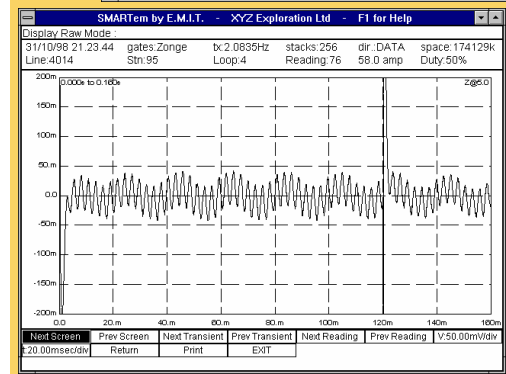 SMARTem by E.M.I.T. - XYZ Exploration Ltd - F1 for Help
Display Raw Mode :
31/10/98 21.23.44 gates:Zonge tx:2.0835Hz stacks:256 dir.:DATA space:174129k
Line:4014 Stn:95 Loop:4 Reading:76 58.0 amp Duty:50%
200m
0.000s to 0.160s
Z@5.0
150m
100m
50.m
0.0
-50m
-100m
-150m
-200m
0.0 20.m 40.m 60.m 80.m 100m 120m 140m 160m
Next Screen Prev Screen Next Transient Prev Transient Next Reading Prev Reading V:50.00mV/div
t:20.00msec/div Return Print EXIT